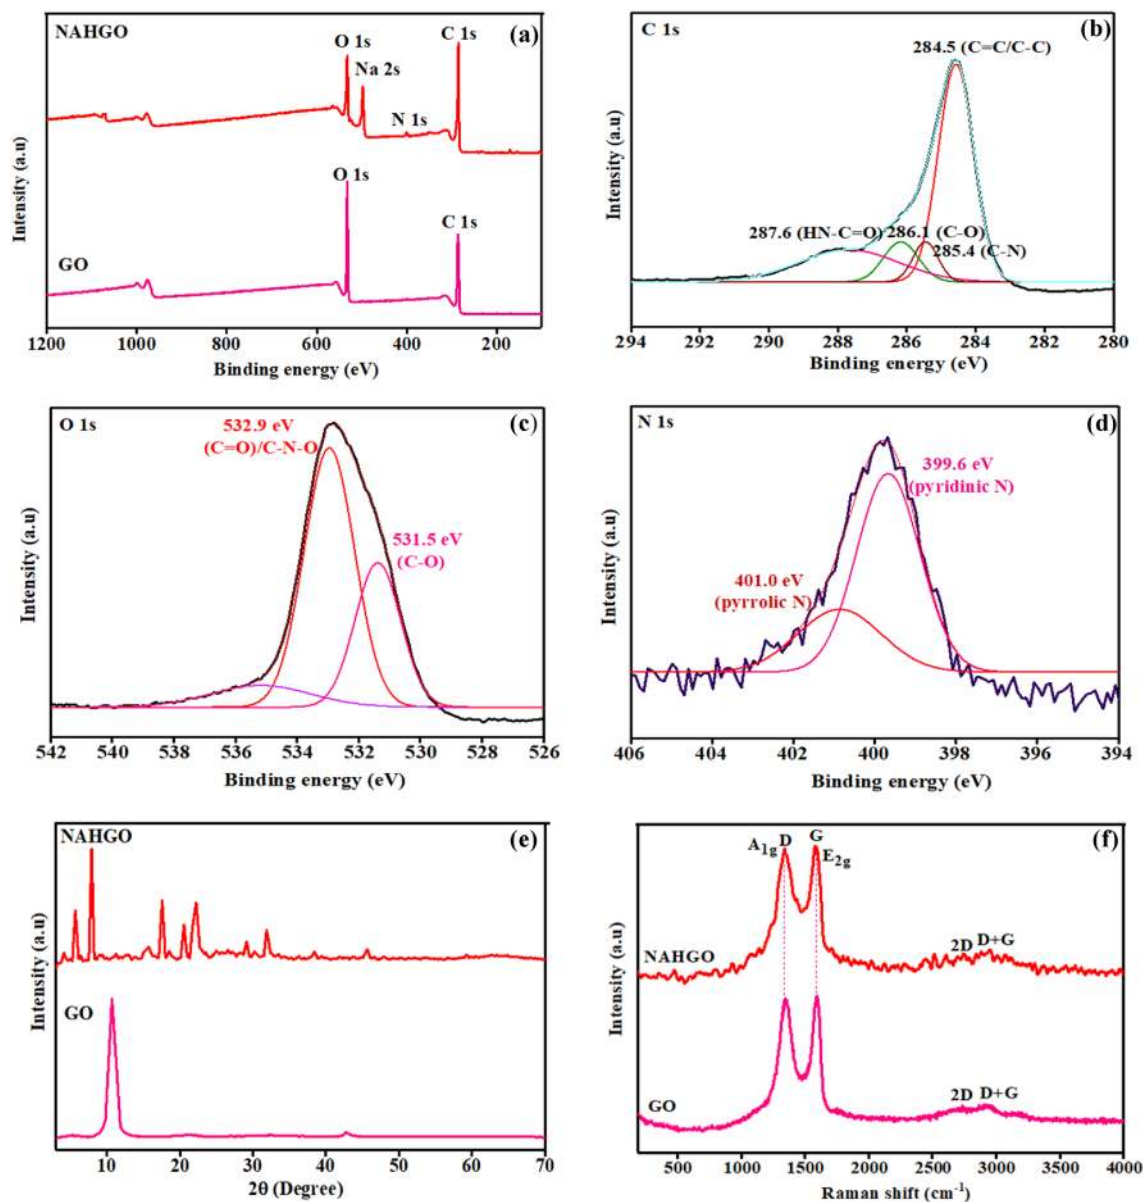 NAHGO
(a)
O 1s
C 1s
Na 2s
N 1s
O 1s
C 1s
GO
Intensity (a.u)
1200 1000 800 600 400 200
Binding energy (eV)
C 1s
(b)
284.5 (C=C/C-C)
287.6 (HN-C=O)
286.1 (C-O)
285.4 (C-N)
Intensity (a.u)
294 292 290 288 286 284 282 280
Binding energy (eV)
O 1s
(c)
532.9 eV
(C=O)/C-N-O
531.5 eV
(C-O)
Intensity (a.u)
542 540 538 536 534 532 530 528 526
Binding energy (eV)
N 1s
(d)
399.6 eV
(pyridinic N)
401.0 eV
(pyrrolic N)
Intensity (a.u)
406 404 402 400 398 396 394
Binding energy (eV)
NAHGO
(e)
GO
Intensity (a.u)
10 20 30 40 50 60 70
2θ (Degree)
(f)
A1g D
G
E2g
2D D+G
NAHGO
2D D+G
GO
Intensity (a.u)
500 1000 1500 2000 2500 3000 3500 4000
Raman shift (cm-1)